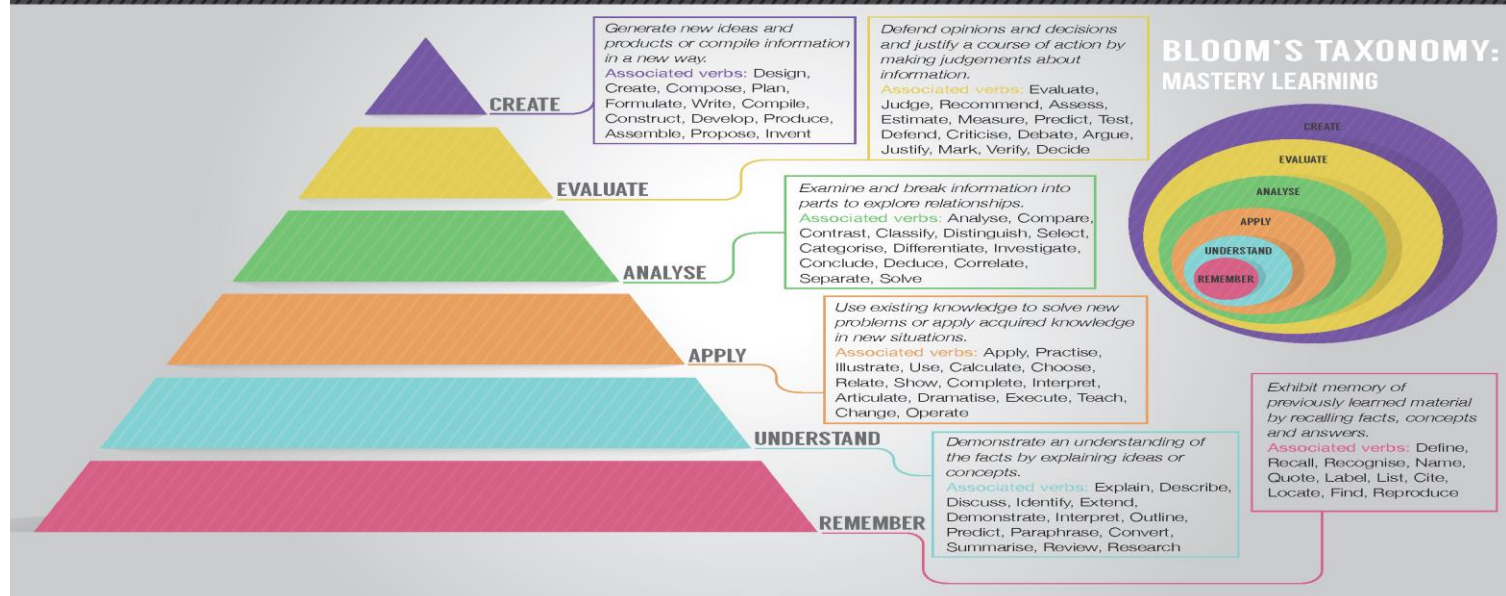 BLOOM'S TAXONOMY:
MASTERY LEARNING
CREATE
Generate new ideas and
products or compile information
in a new way.
Associated verbs: Design,
Create, Compose, Plan,
Formulate, Write, Compile,
Construct, Develop, Produce,
Assemble, Propose, Invent
EVALUATE
Defend opinions and decisions
and justify a course of action by
making judgements about
information.
Associated verbs: Evaluate,
Judge, Recommend, Assess,
Estimate, Measure, Predict, Test,
Defend, Criticise, Debate, Argue,
Justify, Mark, Verify, Decide
ANALYSE
Examine and break information into
parts to explore relationships.
Associated verbs: Analyse, Compare,
Contrast, Classify, Distinguish, Select,
Categorise, Differentiate, Investigate,
Conclude, Deduce, Correlate,
Separate, Solve
APPLY
Use existing knowledge to solve new
problems or apply acquired knowledge
in new situations.
Associated verbs: Apply, Practise,
Illustrate, Use, Calculate, Choose,
Relate, Show, Complete, Interpret,
Articulate, Dramatise, Execute, Teach,
Change, Operate
UNDERSTAND
Demonstrate an understanding of
the facts by explaining ideas or
concepts.
Associated verbs: Explain, Describe,
Discuss, Identify, Extend,
Demonstrate, Interpret, Outline,
Predict, Paraphrase, Convert,
Summarise, Review, Research
REMEMBER
Exhibit memory of
previously learned material
by recalling facts, concepts
and answers.
Associated verbs: Define,
Recall, Recognise, Name,
Quote, Label, List, Cite,
Locate, Find, Reproduce
CREATE
EVALUATE
ANALYSE
APPLY
UNDERSTAND
REMEMBER